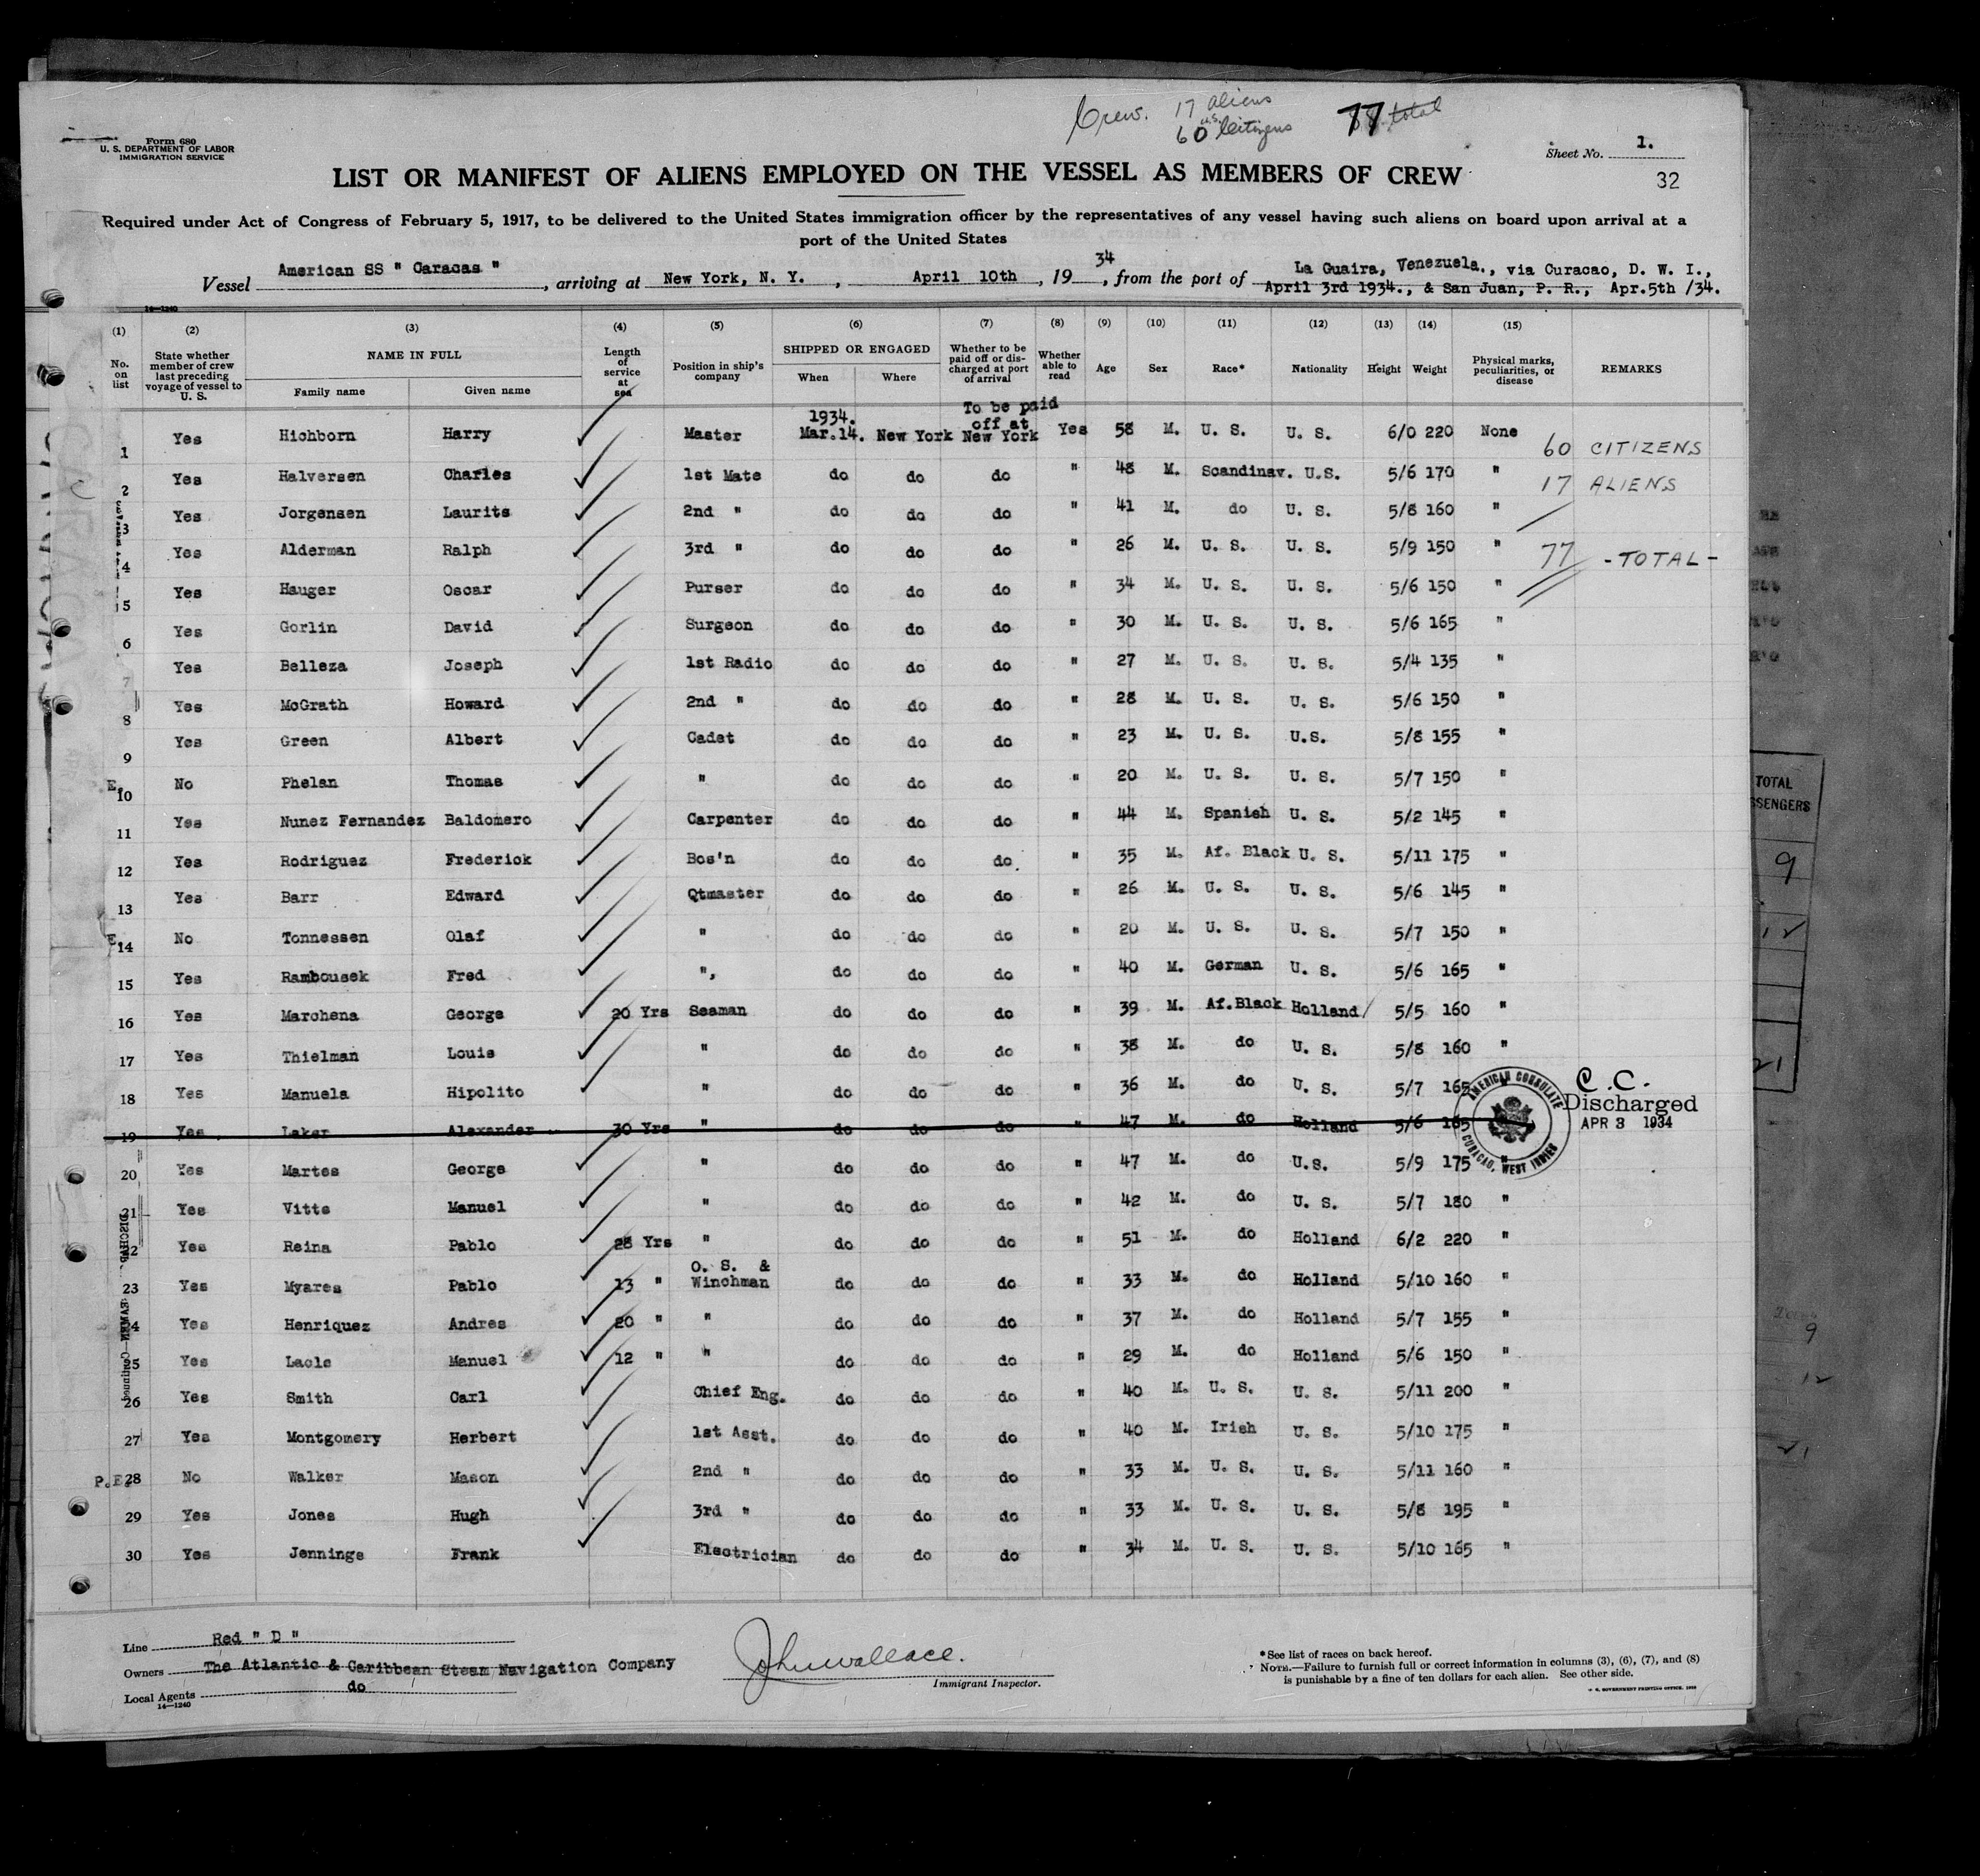 Crew. 17 aliens
60 U.S. Citizens
77 total
Form 680
U. S. DEPARTMENT OF LABOR
IMMIGRATION SERVICE
Sheet No. 1.
32
LIST OR MANIFEST OF ALIENS EMPLOYED ON THE VESSEL AS MEMBERS OF CREW
Required under Act of Congress of February 5, 1917, to be delivered to the United States immigration officer by the representatives of any vessel having such aliens on board upon arrival at a
port of the United States
Vessel American SS " Caracas ", arriving at New York, N. Y., April 10th, 1934, from the port of La Guaira, Venezuela., via Curacao, D. W. I.,
April 3rd 1934., & San Juan, P. R., Apr.5th /34.
14-1240
(1) (2) (3) (4) (5) (6) (7) (8) (9) (10) (11) (12) (13) (14) (15)
No. on list State whether member of crew last preceding voyage of vessel to U. S. NAME IN FULL Family name Given name Length of service at sea Position in ship's company SHIPPED OR ENGAGED When Where Whether to be paid off or discharged at port of arrival Whether able to read Age Sex Race* Nationality Height Weight Physical marks, peculiarities, or disease REMARKS
1 Yes Hichborn Harry Master 1934. Mar.14. New York To be paid off at New York Yes 58 M. U. S. U. S. 6/0 220 None
60 CITIZENS
2 Yes Halversen Charles 1st Mate do do do " 48 M. Scandinav. U.S. 5/6 170 "
17 ALIENS
3 Yes Jorgensen Laurits 2nd " do do do " 41 M. do U. S. 5/8 160 "
4 Yes Alderman Ralph 3rd " do do do " 26 M. U. S. U. S. 5/9 150 "
77 - TOTAL -
5 Yes Hauger Oscar Purser do do do " 34 M. U. S. U. S. 5/6 150 "
6 Yes Gorlin David Surgeon do do do " 30 M. U. S. U. S. 5/6 165 "
7 Yes Belleza Joseph 1st Radio do do do " 27 M. U. S. U. S. 5/4 135 "
8 Yes McGrath Howard 2nd " do do do " 28 M. U. S. U. S. 5/6 150 "
9 Yes Green Albert Cadet do do do " 23 M. U. S. U.S. 5/8 155 "
E. 10 No Phelan Thomas " do do do " 20 M. U. S. U. S. 5/7 150 "
11 Yes Nunez Fernandez Baldomero Carpenter do do do " 44 M. Spanish U. S. 5/2 145 "
12 Yes Rodriguez Frederick Bos'n do do do. " 35 M. Af. Black U. S. 5/11 175 "
13 Yes Barr Edward Qtmaster do do do " 26 M. U. S. U. S. 5/6 145 "
E. 14 No Tonnessen Olaf " do do do " 20 M. U. S. U. S. 5/7 150 "
15 Yes Rambousek Fred ", do do do " 40 M. German U. S. 5/6 165 "
16 Yes Marchena George 20 Yrs Seaman do do do " 39 M. Af.Black Holland 5/5 160 "
17 Yes Thielman Louis " do do do " 38 M. do U. S. 5/8 160 "
18 Yes Manuela Hipolito " do do do " 36 M. do U. S. 5/7 165 "
AMERICAN CONSULATE
CURACAO, WEST INDIES
C.C.
Discharged
APR 3 1934
19 Yes Laker Alexander 30 Yrs " do do do " 47 M. do Holland 5/6 165
20 Yes Martes George " do do do " 47 M. do U.S. 5/9 175 "
21 Yes Vitts Manuel " do do do " 42 M. do U. S. 5/7 180 "
22 Yes Reina Pablo 28 Yrs " do do do " 51 M. do Holland 6/2 220 "
23 Yes Myares Pablo 13 " O. S. & Winchman do do do " 33 M. do Holland 5/10 160 "
24 Yes Henriquez Andres 20 " " do do do " 37 M. do Holland 5/7 155 "
25 Yes Lacle Manuel 12 " " do do do " 29 M. do Holland 5/6 150 "
26 Yes Smith Carl Chief Eng. do do do " 40 M. U. S. U. S. 5/11 200 "
27 Yes Montgomery Herbert 1st Asst. do do do " 40 M. Irish U. S. 5/10 175 "
P.E. 28 No Walker Mason 2nd " do do do " 33 M. U. S. U. S. 5/11 160 "
29 Yes Jones Hugh 3rd " do do do " 33 M. U. S. U. S. 5/8 195 "
30 Yes Jennings Frank Electrician do do do " 34 M. U. S. U. S. 5/10 165 "
Line Red " D "
Owners The Atlantic & Caribbean Steam Navigation Company
Local Agents do
14-1240
John Wallace.
Immigrant Inspector.
*See list of races on back hereof.
NOTE.—Failure to furnish full or correct information in columns (3), (6), (7), and (8)
is punishable by a fine of ten dollars for each alien. See other side.
U. S. GOVERNMENT PRINTING OFFICE
TOTAL
9
12
21
9
12
21